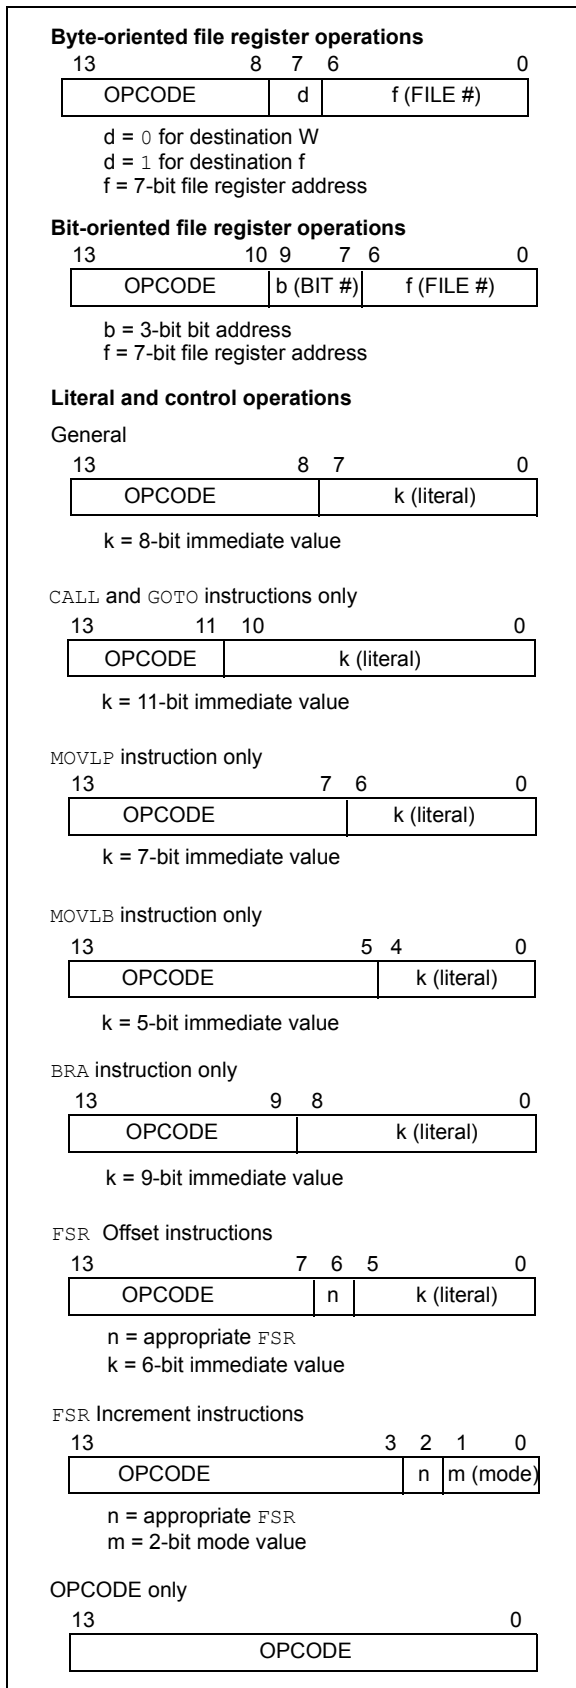 Byte-oriented file register operations
13 8 7 6 0
OPCODE d f (FILE #)
d = 0 for destination W
d = 1 for destination f
f = 7-bit file register address
Bit-oriented file register operations
13 10 9 7 6 0
OPCODE b (BIT #) f (FILE #)
b = 3-bit bit address
f = 7-bit file register address
Literal and control operations
General
13 8 7 0
OPCODE k (literal)
k = 8-bit immediate value
CALL and GOTO instructions only
13 11 10 0
OPCODE k (literal)
k = 11-bit immediate value
MOVLP instruction only
13 7 6 0
OPCODE k (literal)
k = 7-bit immediate value
MOVLB instruction only
13 5 4 0
OPCODE k (literal)
k = 5-bit immediate value
BRA instruction only
13 9 8 0
OPCODE k (literal)
k = 9-bit immediate value
FSR Offset instructions
13 7 6 5 0
OPCODE n k (literal)
n = appropriate FSR
k = 6-bit immediate value
FSR Increment instructions
13 3 2 1 0
OPCODE n m (mode)
n = appropriate FSR
m = 2-bit mode value
OPCODE only
13 0
OPCODE